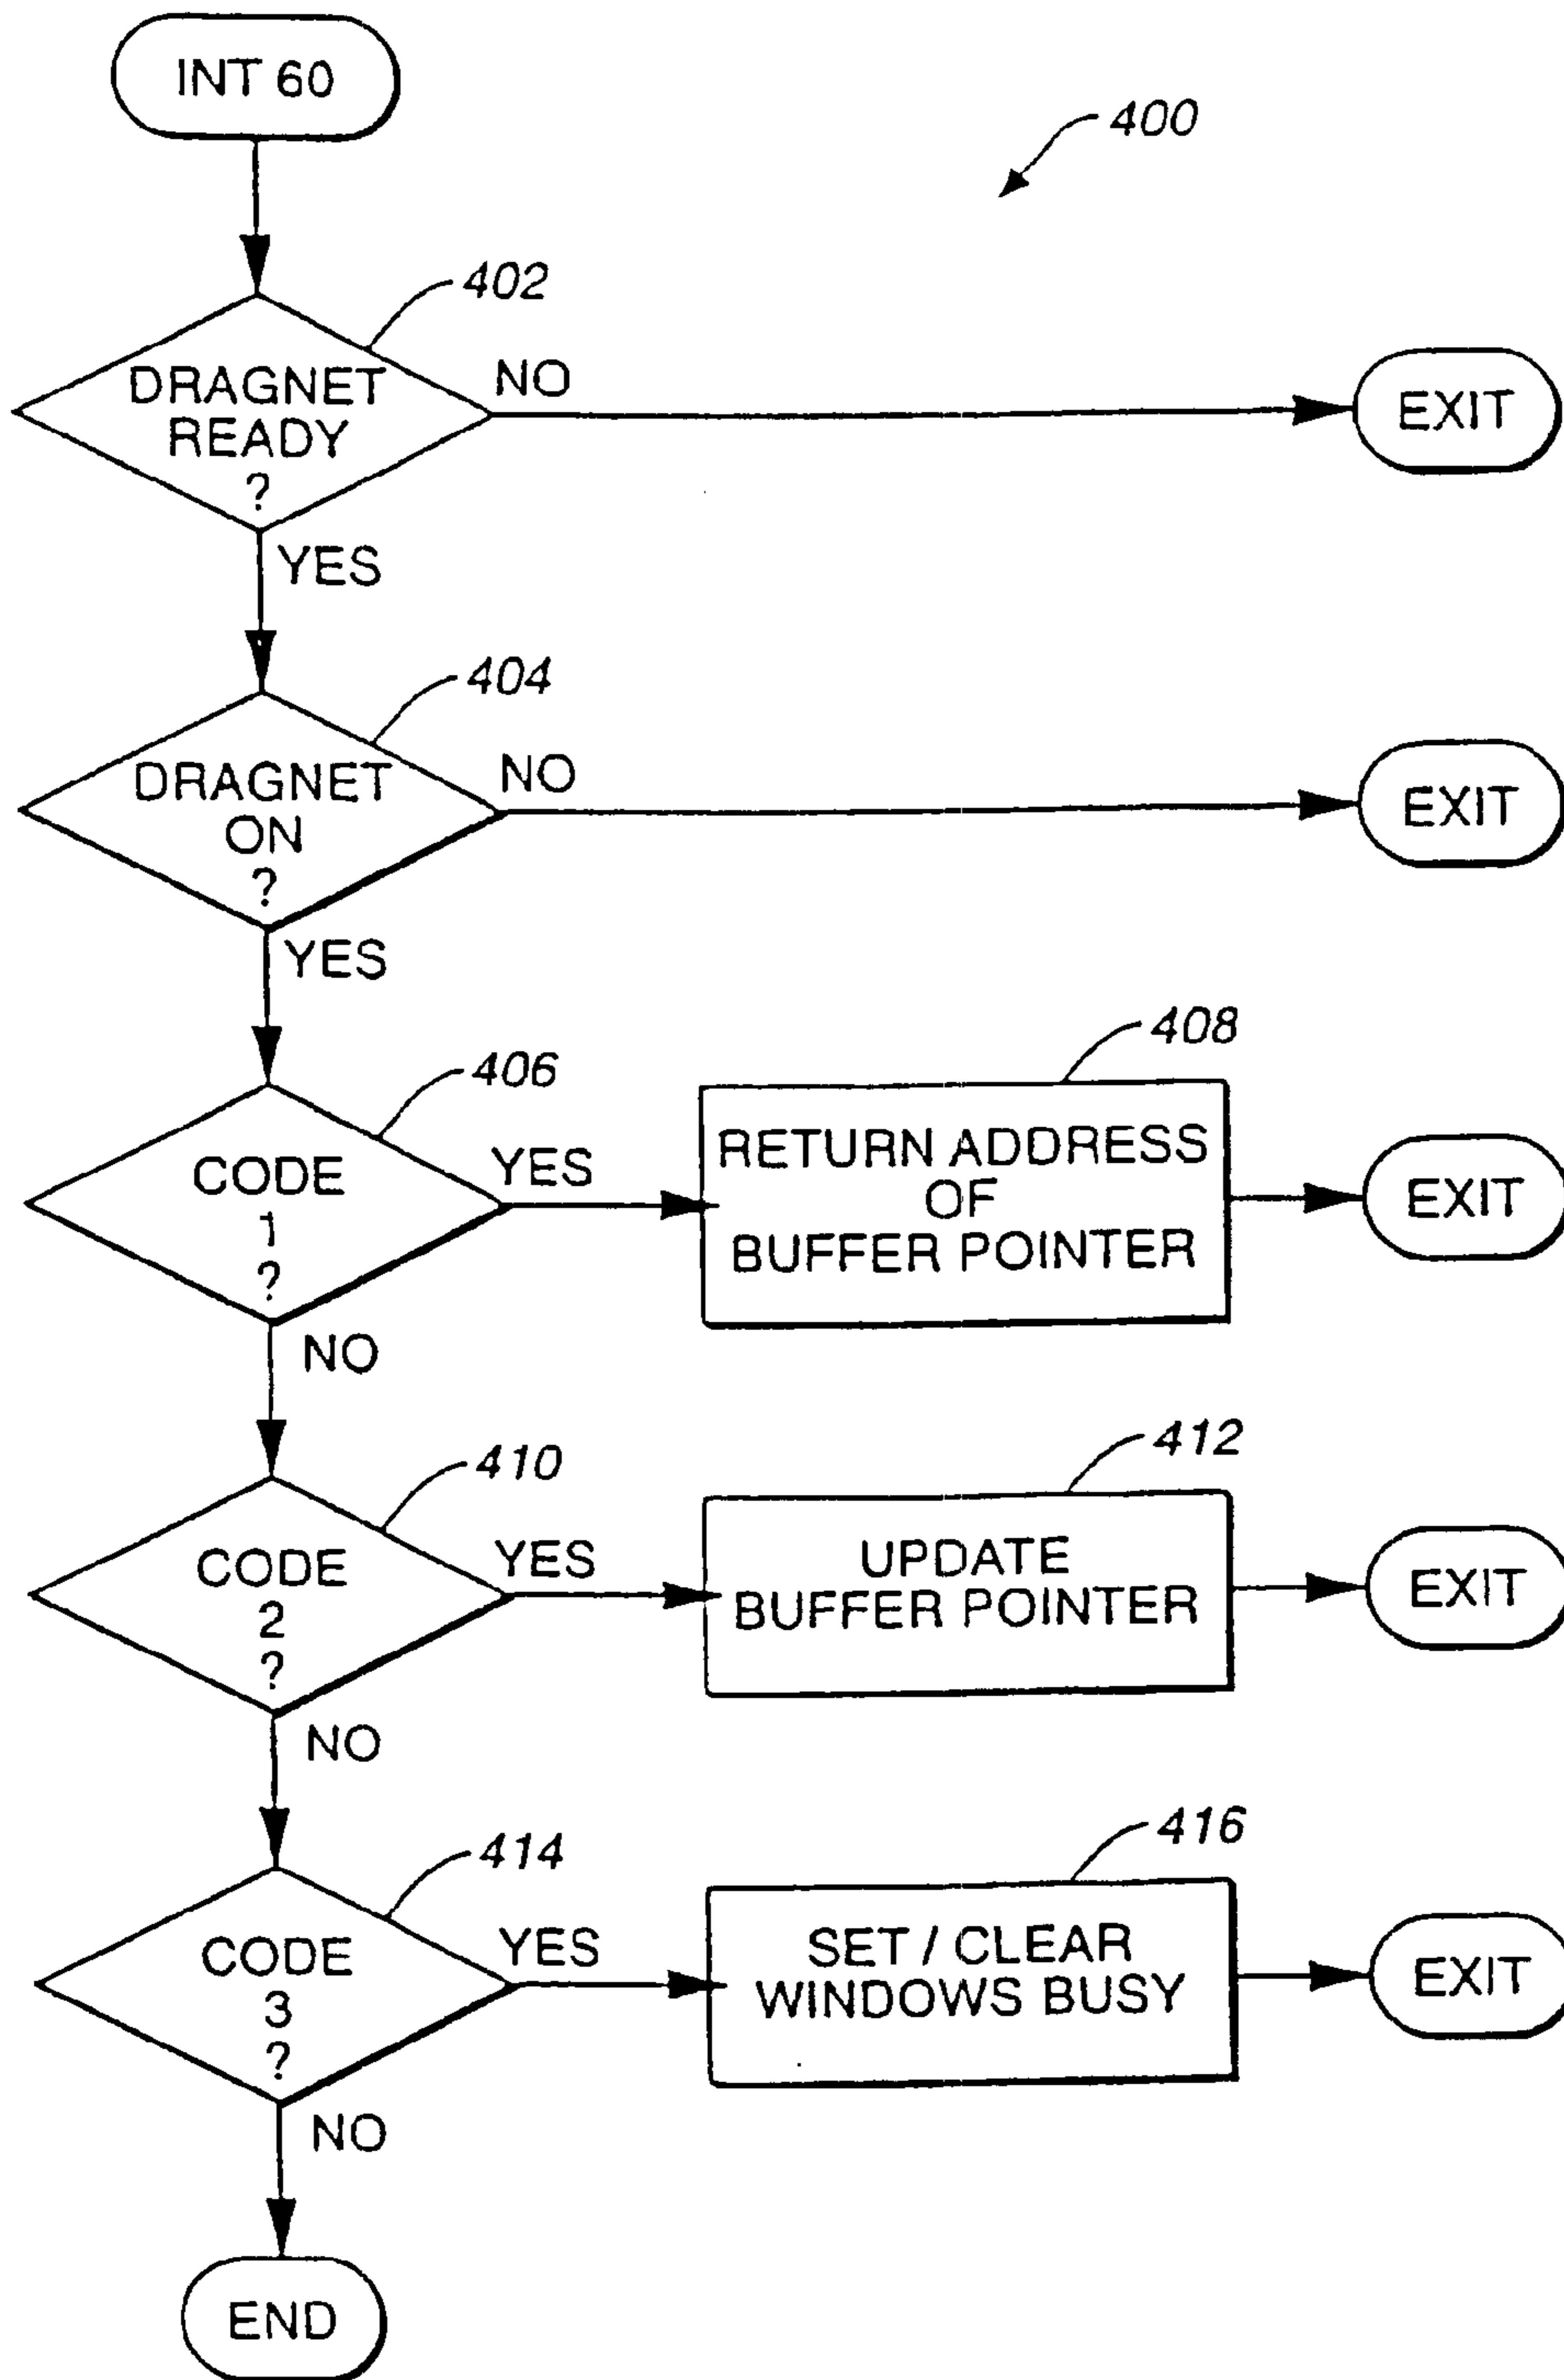 INT 60
400
402
DRAGNET
READY
?
NO
EXIT
YES
404
DRAGNET
ON
?
NO
EXIT
YES
406
CODE
1
?
YES
408
RETURN ADDRESS
OF
BUFFER POINTER
EXIT
NO
410
CODE
2
?
YES
412
UPDATE
BUFFER POINTER
EXIT
NO
414
CODE
3
?
YES
416
SET / CLEAR
WINDOWS BUSY
EXIT
NO
END